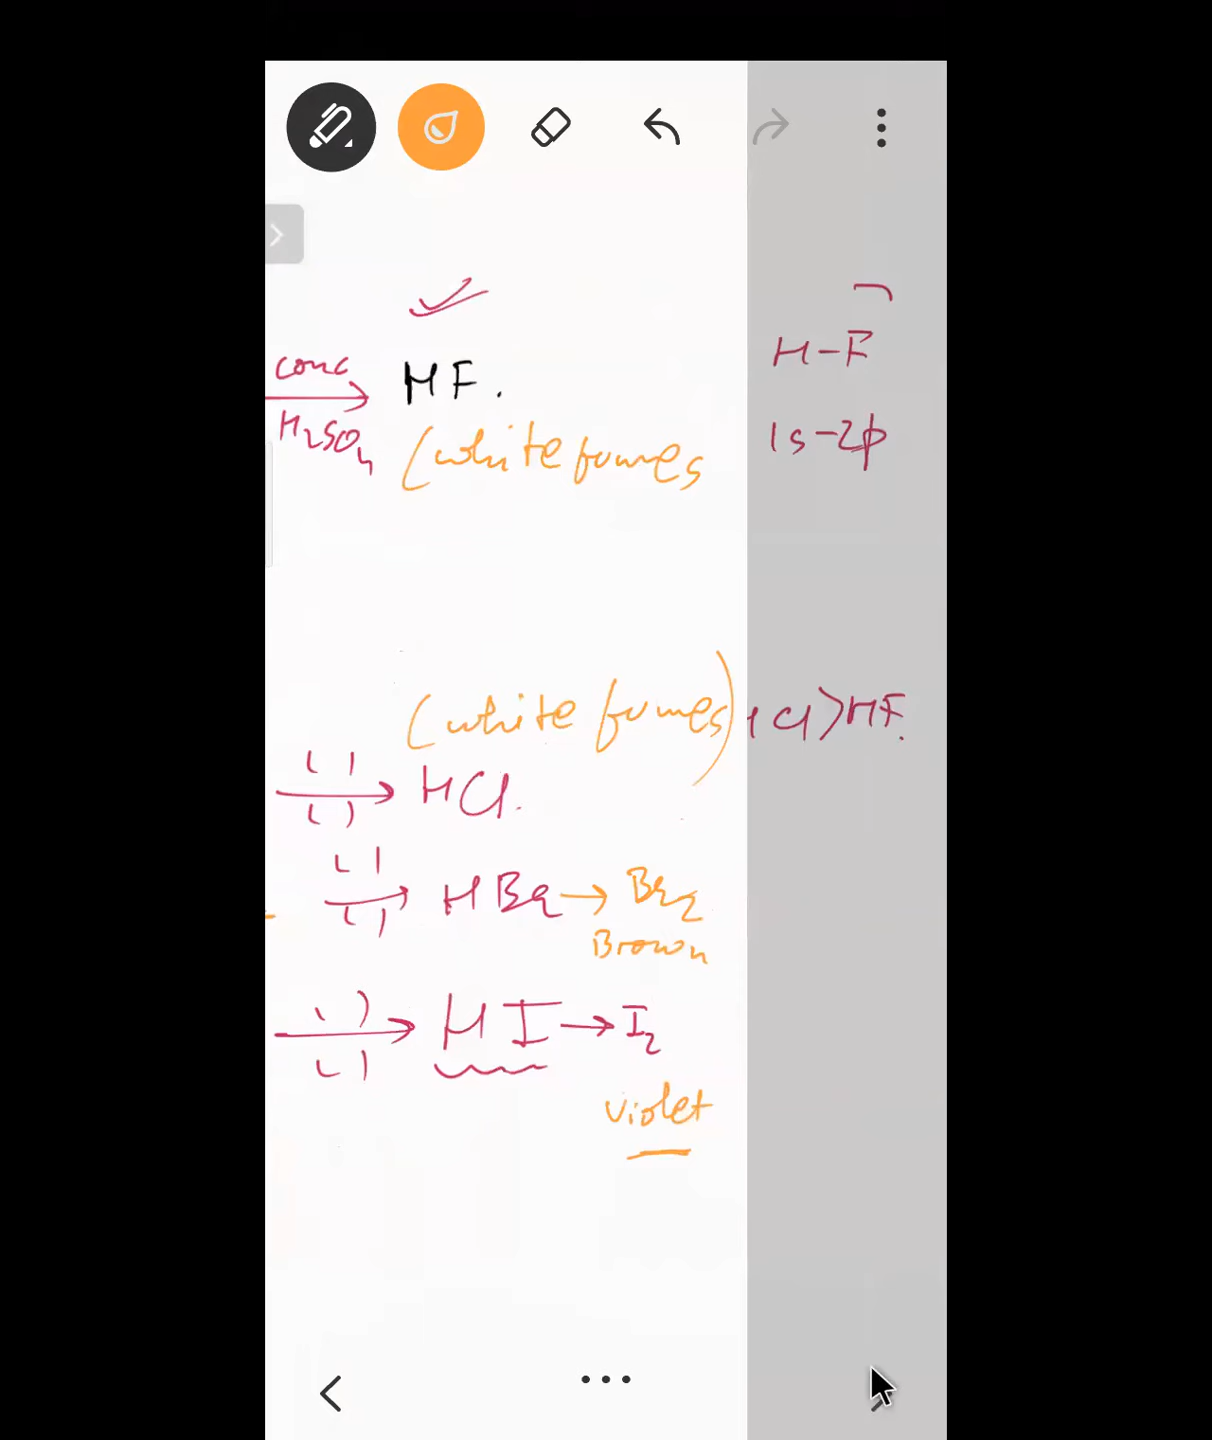 conc
H2SO4
HF.
(white fumes
H-F
1s-2p
(white fumes)
Cl>HF.
HCl.
HBr→Br2
Brown
HI→I2
violet